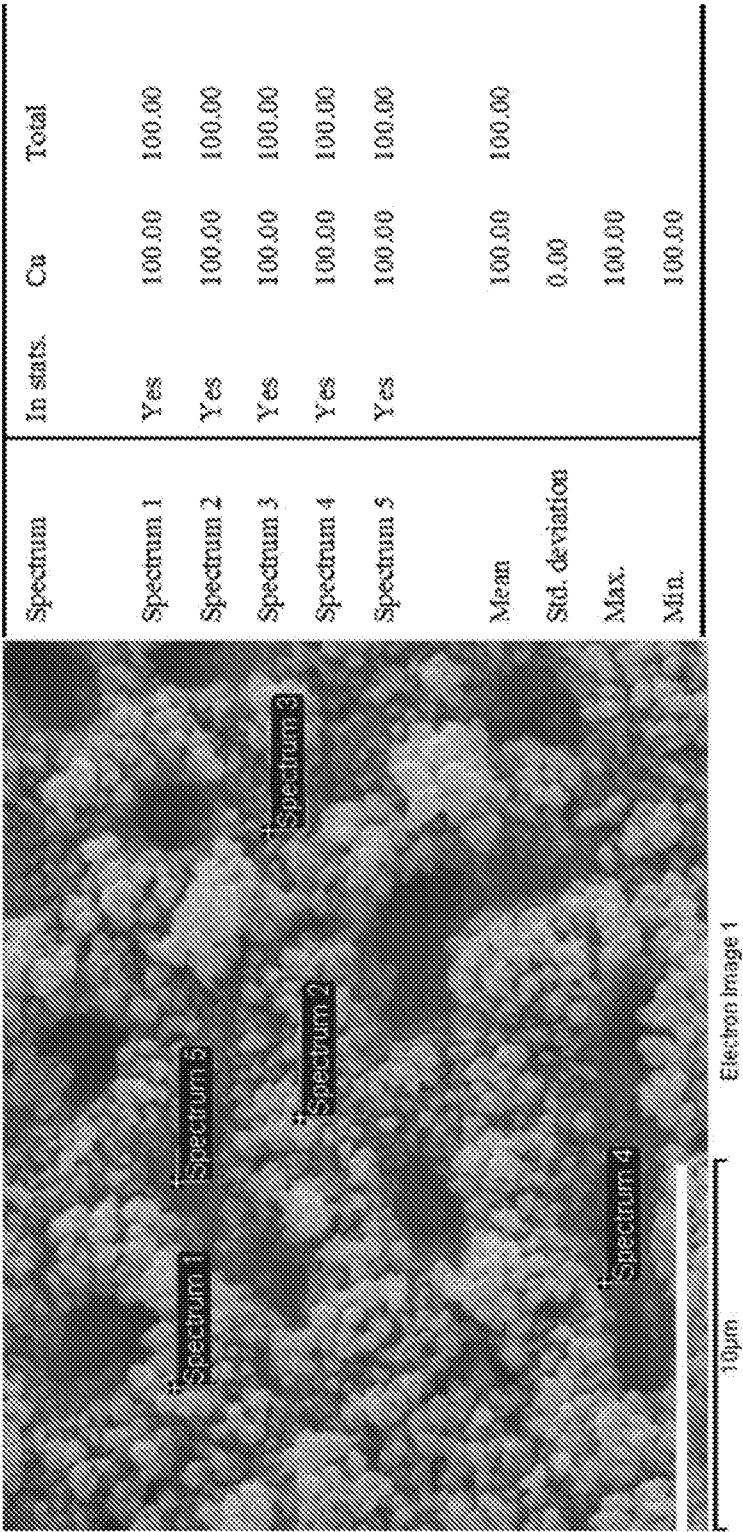 Spectrum In stats. Cu Total
Spectrum 1 Yes 100.00 100.00
Spectrum 2 Yes 100.00 100.00
Spectrum 3 Yes 100.00 100.00
Spectrum 4 Yes 100.00 100.00
Spectrum 5 Yes 100.00 100.00
Mean 100.00 100.00
Std. deviation 0.00
Max. 100.00
Min. 100.00
Spectrum 1
Spectrum 5
Spectrum 3
Spectrum 2
Spectrum 4
10µm
Electron Image 1